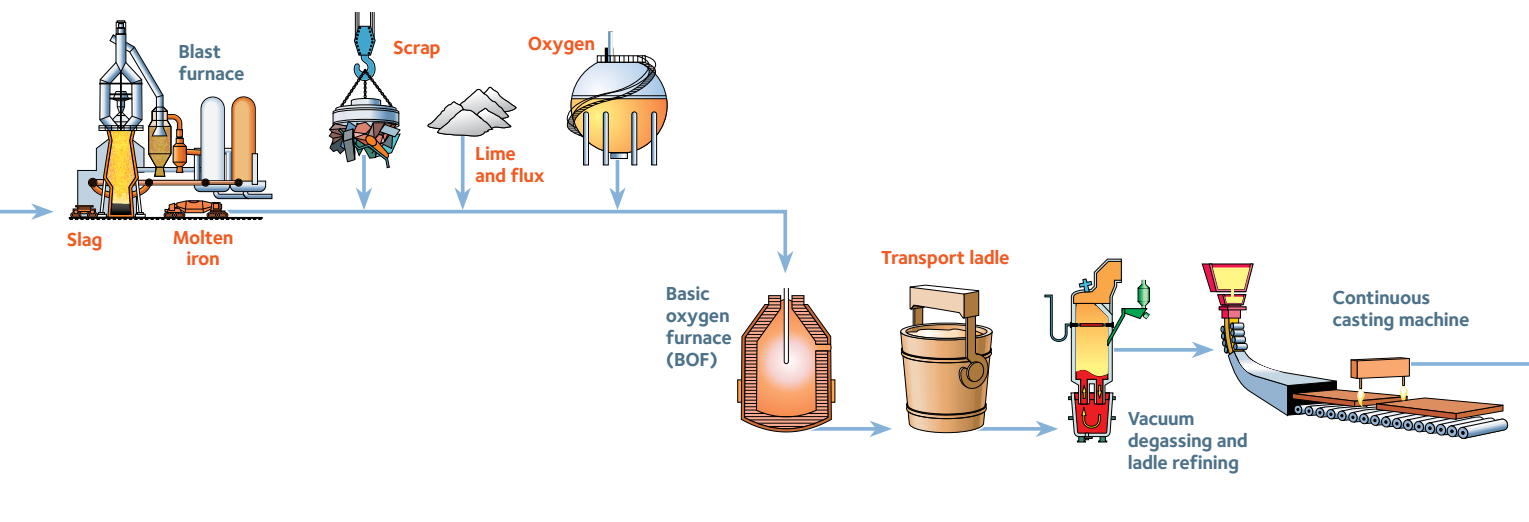 Blast
furnace
Scrap
Oxygen
Lime
and flux
Slag
Molten
iron
Basic
oxygen
furnace
(BOF)
Transport ladle
Vacuum
degassing and
ladle refining
Continuous
casting machine